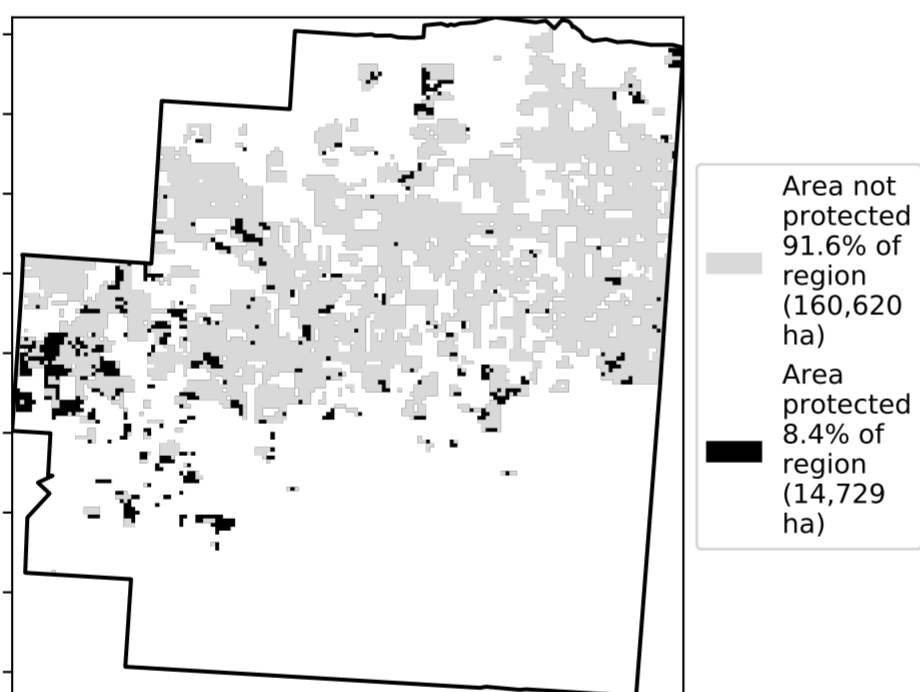 Area not
protected
91.6% of
region
(160,620
ha)
Area
protected
8.4% of
region
(14,729
ha)